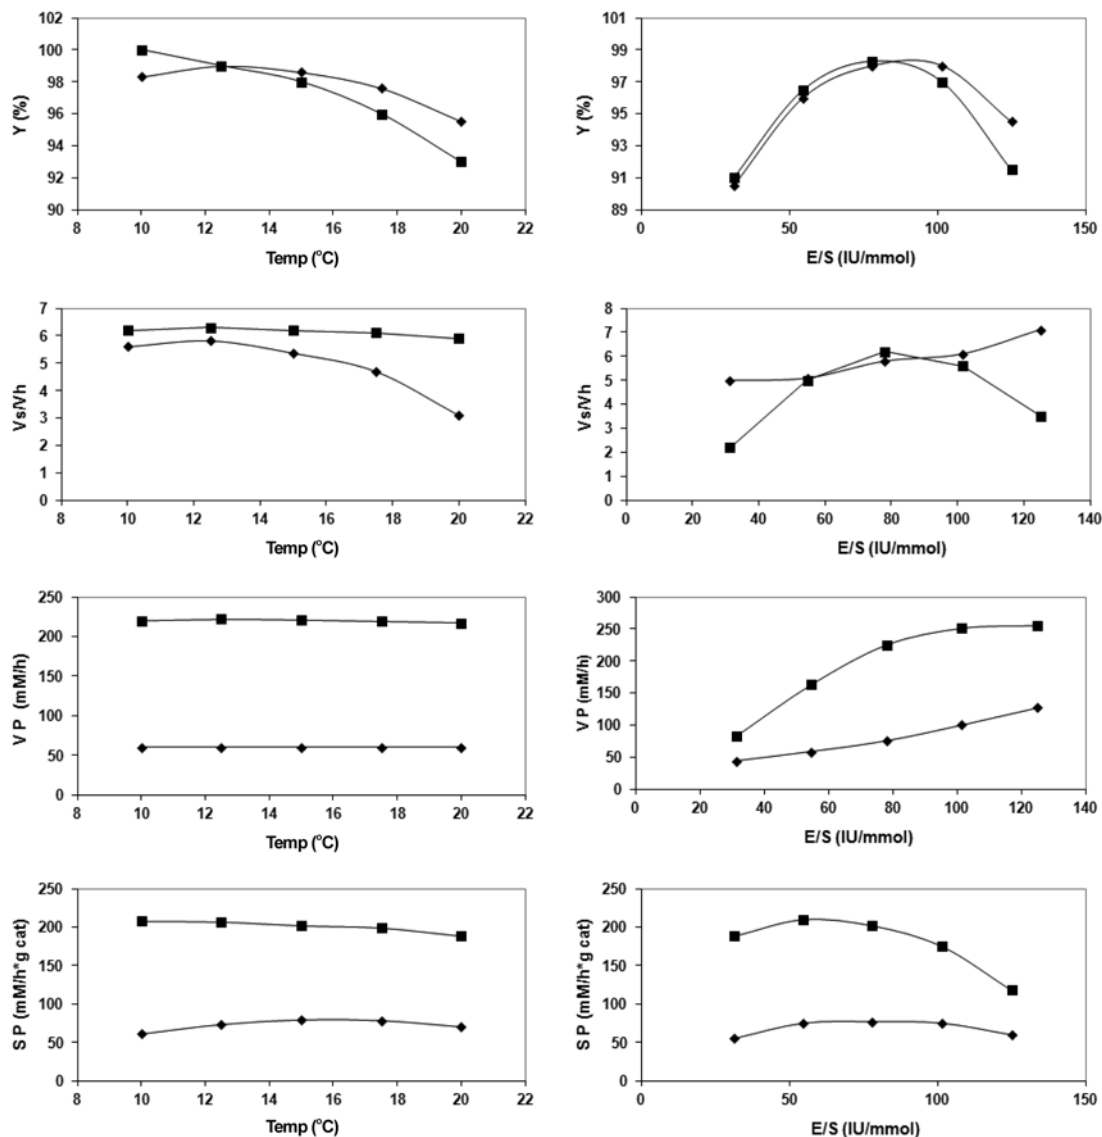 102
100
98
96
94
92
90
Y (%)
8 10 12 14 16 18 20 22
Temp (°C)
101
99
97
95
93
91
89
Y (%)
0 50 100 150
E/S (IU/mmol)
7
6
5
4
3
2
1
0
Vs/Vh
8 10 12 14 16 18 20 22
Temp (°C)
8
7
6
5
4
3
2
1
0
Vs/Vh
0 20 40 60 80 100 120 140
E/S (IU/mmol)
250
200
150
100
50
0
V P (mM/h)
8 10 12 14 16 18 20 22
Temp (°C)
300
250
200
150
100
50
0
V P (mM/h)
0 20 40 60 80 100 120 140
E/S (IU/mmol)
250
200
150
100
50
0
S P (mM/h*g cat)
8 10 12 14 16 18 20 22
Temp (°C)
250
200
150
100
50
0
S P (mM/h*g cat)
0 50 100 150
E/S (IU/mmol)